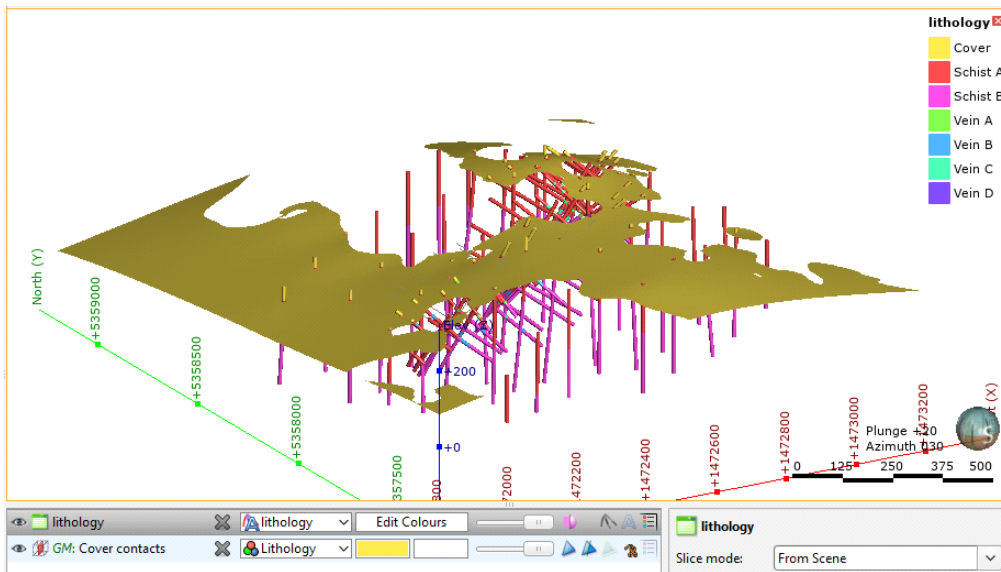 lithology
Cover
Schist A
Schist B
Vein A
Vein B
Vein C
Vein D
North (Y)
+5359000
+5358500
+5358000
Elev (Z)
+200
+0
+1472400
+1472600
+1472800
+1473000
+1473200
Plunge +20
Azimuth 030
0 125 250 375 500
S
lithology
lithology
Edit Colours
GM: Cover contacts
Lithology
lithology
Slice mode:
From Scene